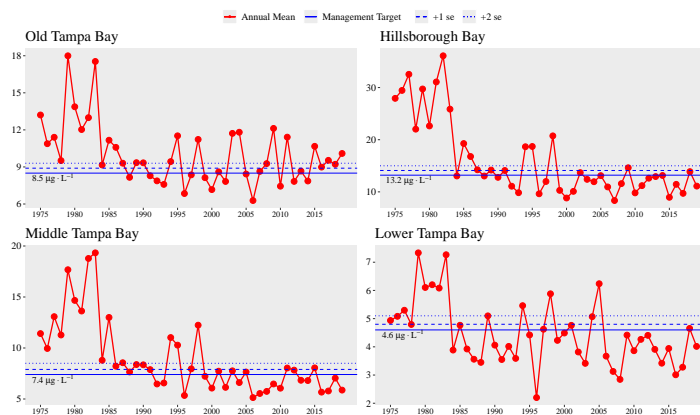 Annual Mean Management Target +1 se +2 se
Old Tampa Bay
18
15
12
9
6
8.5 μg · L⁻¹
1975 1980 1985 1990 1995 2000 2005 2010 2015
Hillsborough Bay
30
20
10
13.2 μg · L⁻¹
1975 1980 1985 1990 1995 2000 2005 2010 2015
Middle Tampa Bay
20
15
10
5
7.4 μg · L⁻¹
1975 1980 1985 1990 1995 2000 2005 2010 2015
Lower Tampa Bay
7
6
5
4
3
2
4.6 μg · L⁻¹
1975 1980 1985 1990 1995 2000 2005 2010 2015